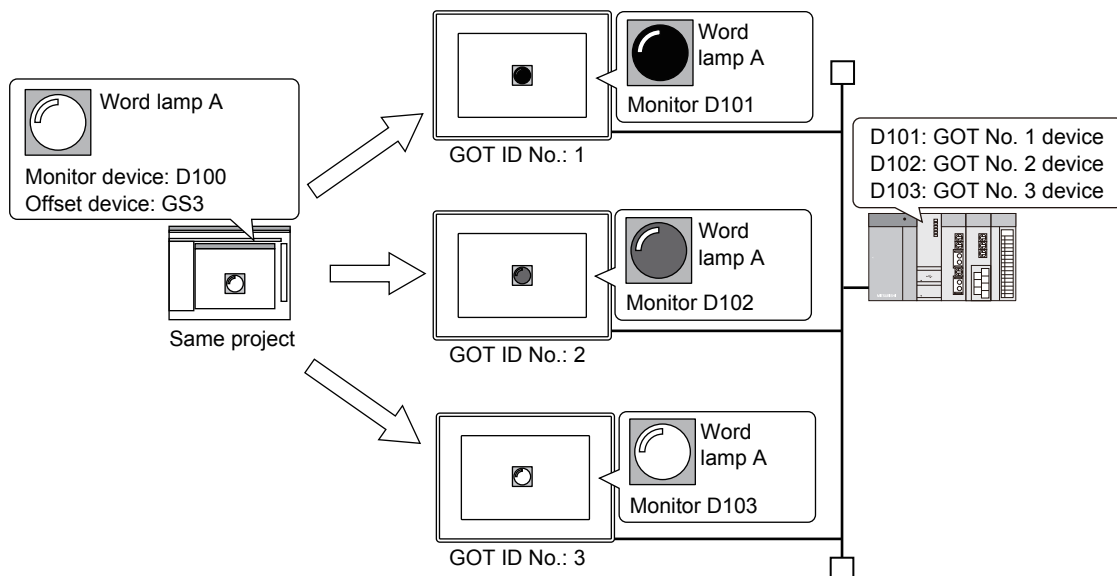 Word lamp A
Monitor device: D100
Offset device: GS3
Same project
Word
lamp A
Monitor D101
GOT ID No.: 1
Word
lamp A
Monitor D102
GOT ID No.: 2
Word
lamp A
Monitor D103
GOT ID No.: 3
D101: GOT No. 1 device
D102: GOT No. 2 device
D103: GOT No. 3 device